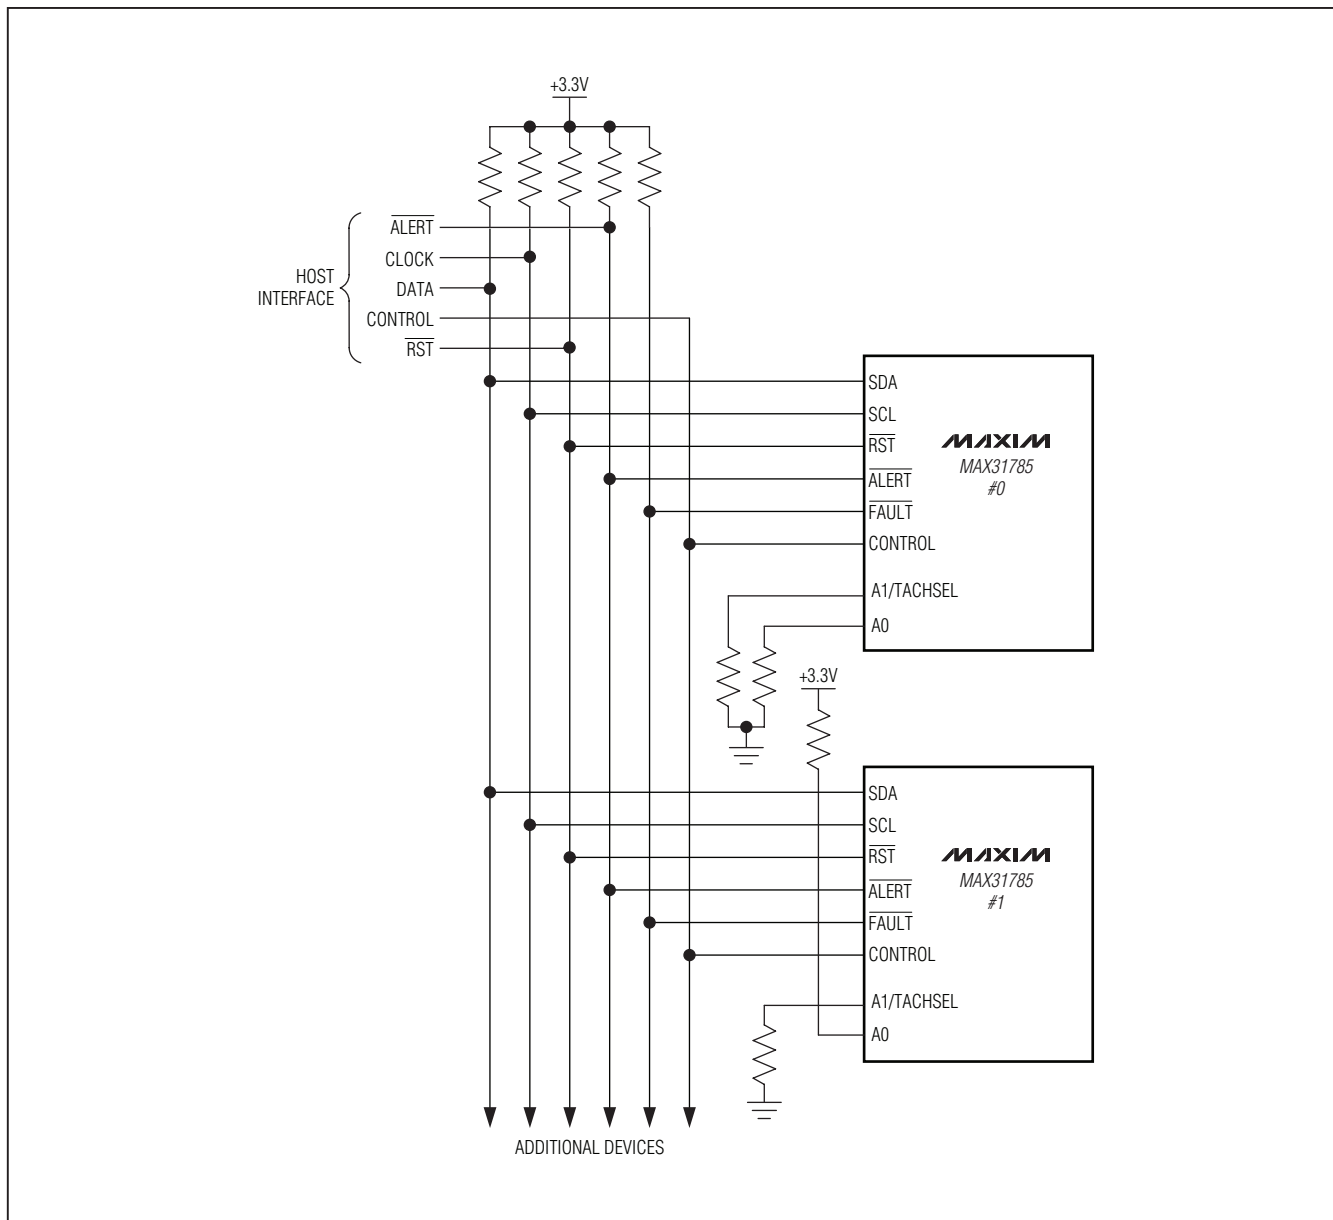 +3.3V
ALERT
CLOCK
DATA
CONTROL
RST
HOST
INTERFACE
SDA
SCL
RST
ALERT
FAULT
CONTROL
A1/TACHSEL
A0
MAXIM
MAX31785
#0
+3.3V
SDA
SCL
RST
ALERT
FAULT
CONTROL
A1/TACHSEL
A0
MAXIM
MAX31785
#1
ADDITIONAL DEVICES